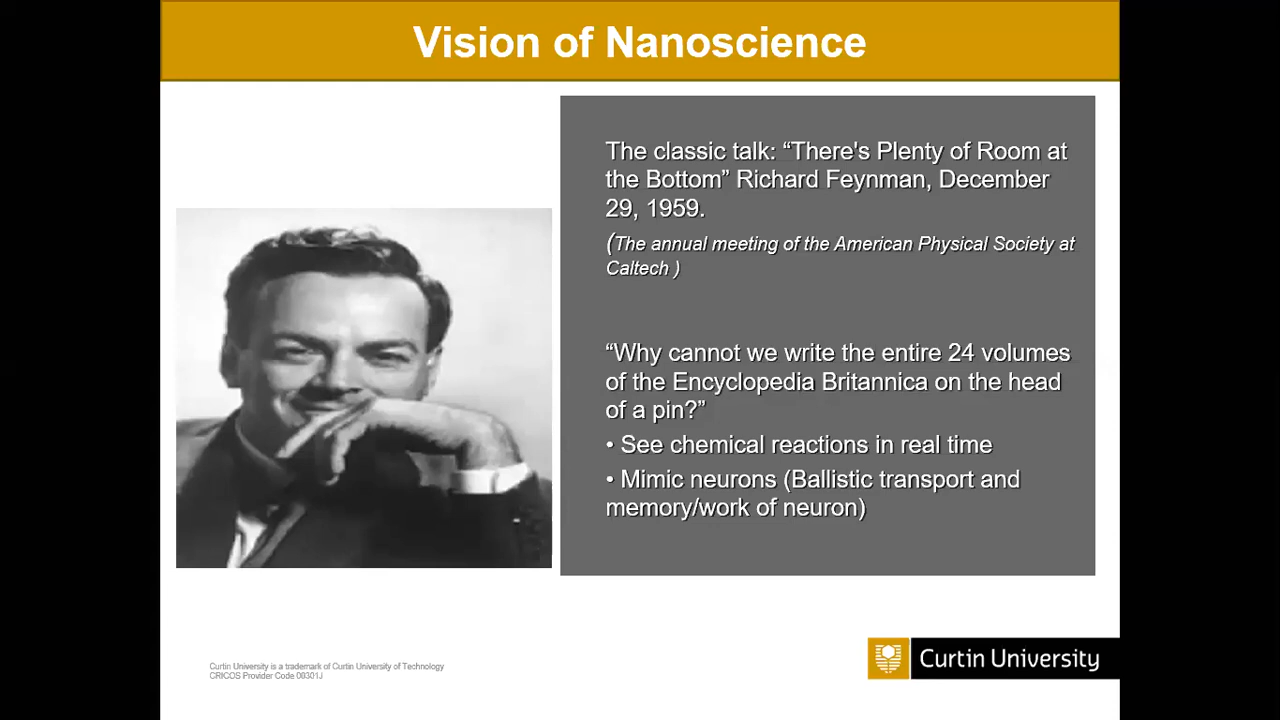 Vision of Nanoscience
The classic talk: “There's Plenty of Room at
the Bottom” Richard Feynman, December
29, 1959.
(The annual meeting of the American Physical Society at
Caltech )
“Why cannot we write the entire 24 volumes
of the Encyclopedia Britannica on the head
of a pin?”
• See chemical reactions in real time
• Mimic neurons (Ballistic transport and
memory/work of neuron)
Curtin University is a trademark of Curtin University of Technology
CRICOS Provider Code 00301J
Curtin University